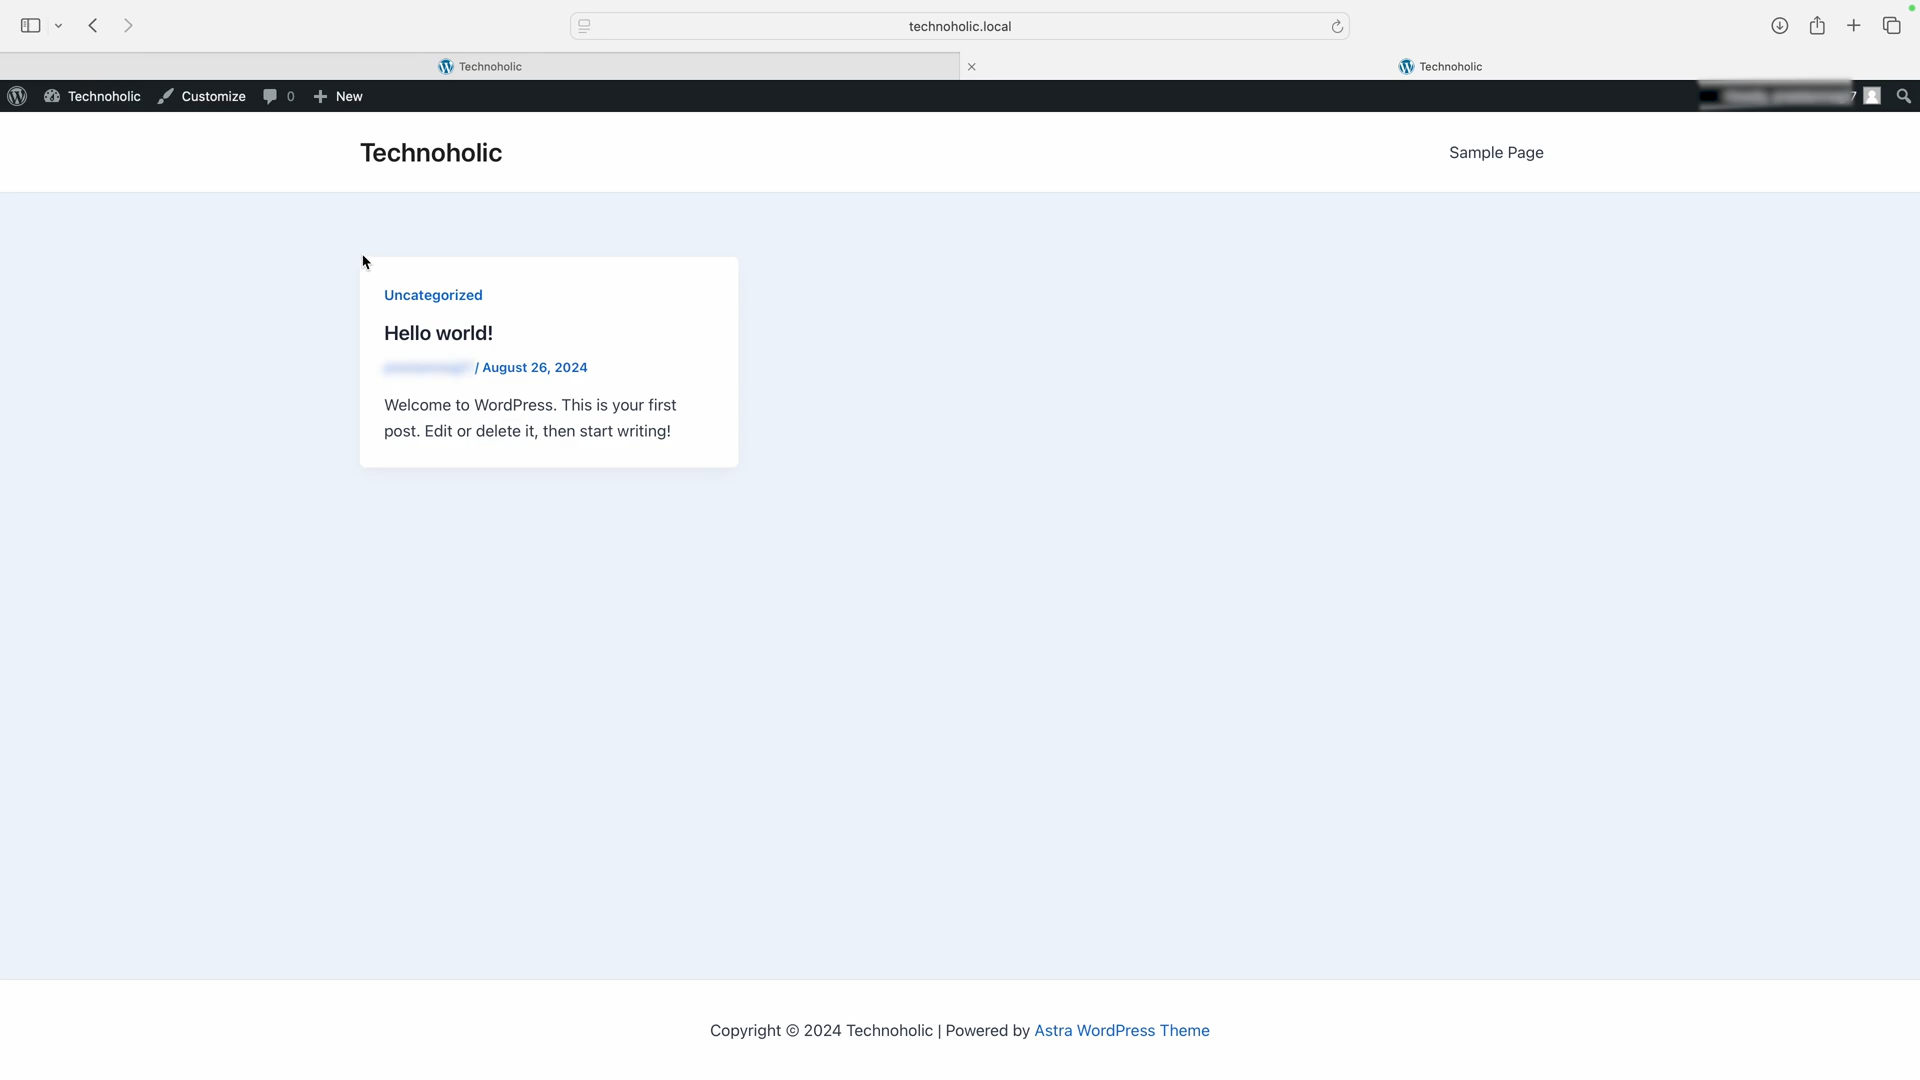 technoholic.local
Technoholic
Technoholic
Technoholic Customize 0 New 7
Technoholic
Sample Page
Uncategorized
Hello world!
/ August 26, 2024
Welcome to WordPress. This is your first
post. Edit or delete it, then start writing!
Copyright © 2024 Technoholic | Powered by Astra WordPress Theme